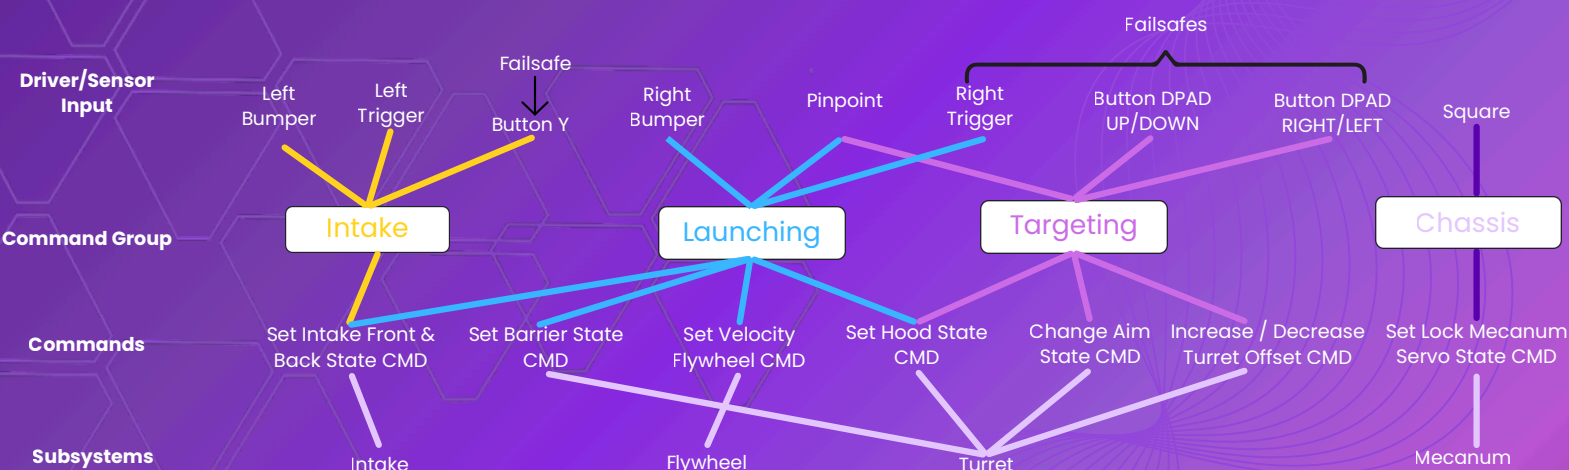 Failsafes
Driver/Sensor
Input
Left
Bumper
Left
Trigger
Failsafe
Button Y
Right
Bumper
Pinpoint
Right
Trigger
Button DPAD
UP/DOWN
Button DPAD
RIGHT/LEFT
Square
Command Group
Intake
Launching
Targeting
Chassis
Commands
Set Intake Front &
Back State CMD
Set Barrier State
CMD
Set Velocity
Flywheel CMD
Set Hood State
CMD
Change Aim
State CMD
Increase / Decrease
Turret Offset CMD
Set Lock Mecanum
Servo State CMD
Subsystems
Intake
Flywheel
Turret
Mecanum